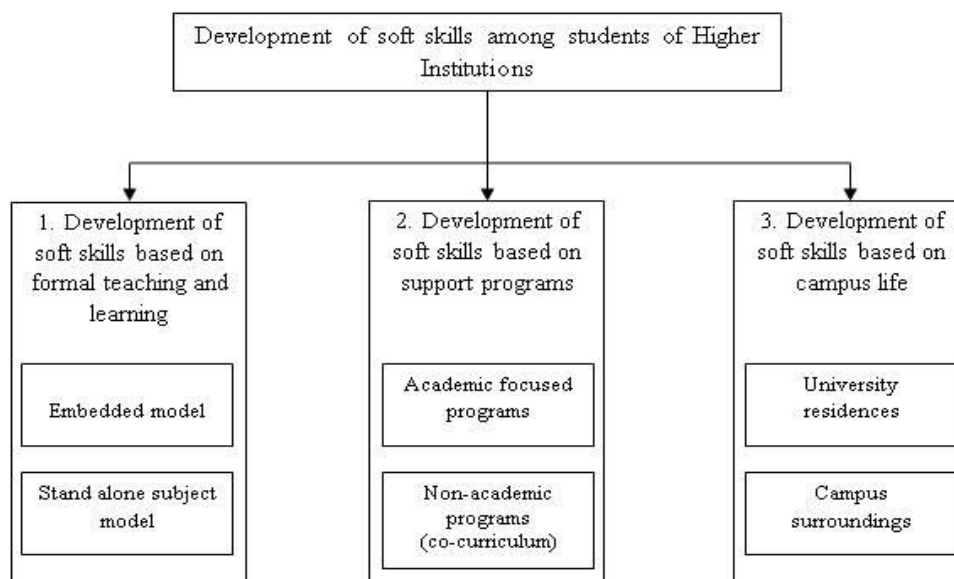 Development of soft skills among students of Higher
Institutions
1. Development of
soft skills based on
formal teaching and
learning
Embedded model
Stand alone subject
model
2. Development of
soft skills based on
support programs
Academic focused
programs
Non-academic
programs
(co-curriculum)
3. Development of
soft skills based on
campus life
University
residences
Campus
surroundings